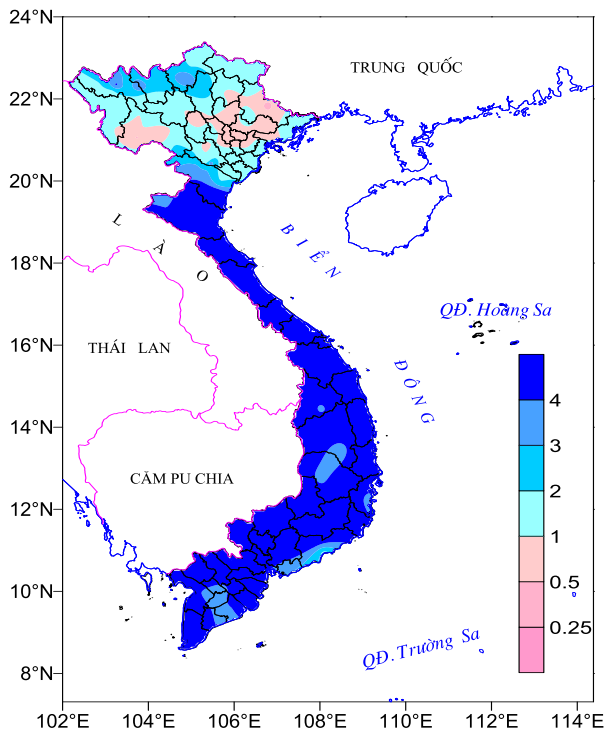 24°N
22°N
20°N
18°N
16°N
14°N
12°N
10°N
8°N
TRUNG QUỐC
LÀO
BIỂN
ĐÔNG
QĐ. Hoàng Sa
THÁI LAN
CĂM PU CHIA
QĐ. Trường Sa
4
3
2
1
0.5
0.25
102°E
104°E
106°E
108°E
110°E
112°E
114°E